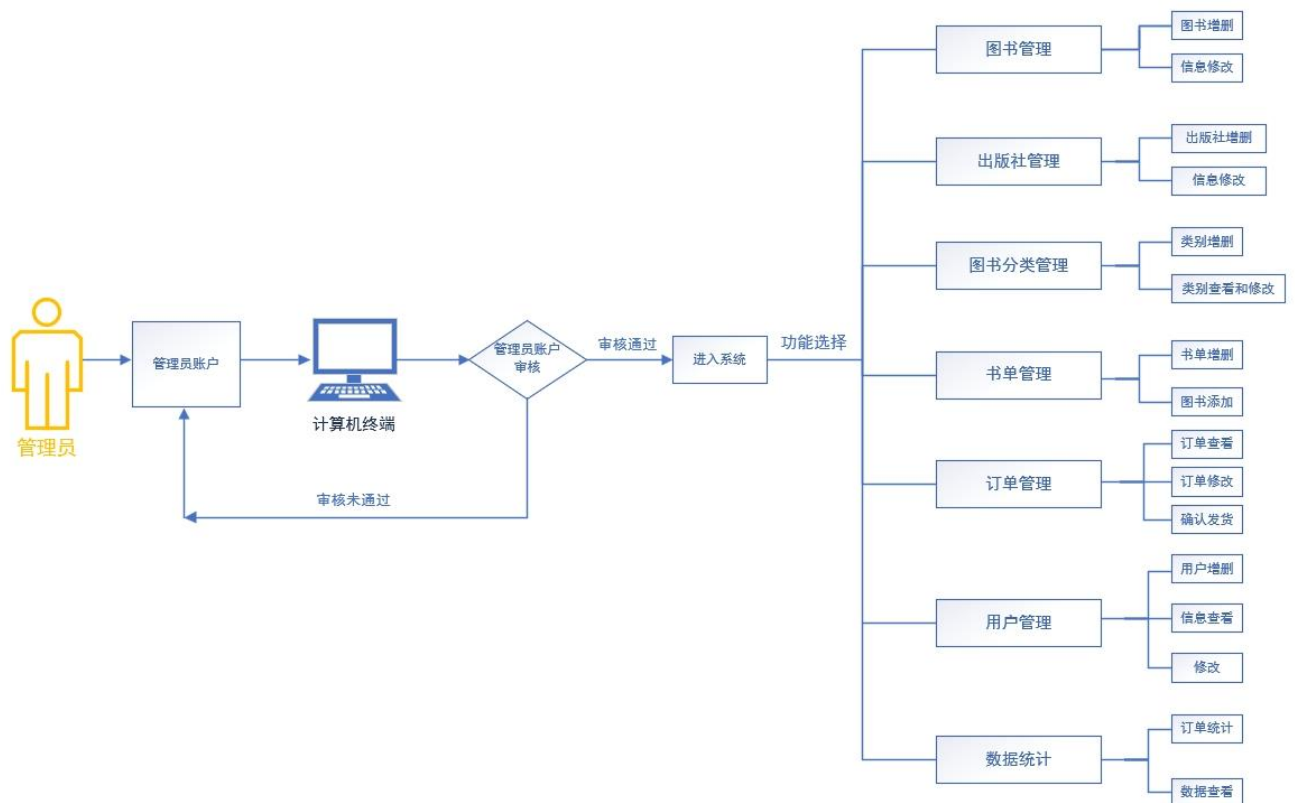 管理员
管理员账户
计算机终端
管理员账户
审核
审核通过
审核未通过
进入系统
功能选择
图书管理
图书增删
信息修改
出版社管理
出版社增删
信息修改
图书分类管理
类别增删
类别查看和修改
书单管理
书单增删
图书添加
订单管理
订单查看
订单修改
确认发货
用户管理
用户增删
信息查看
修改
数据统计
订单统计
数据查看